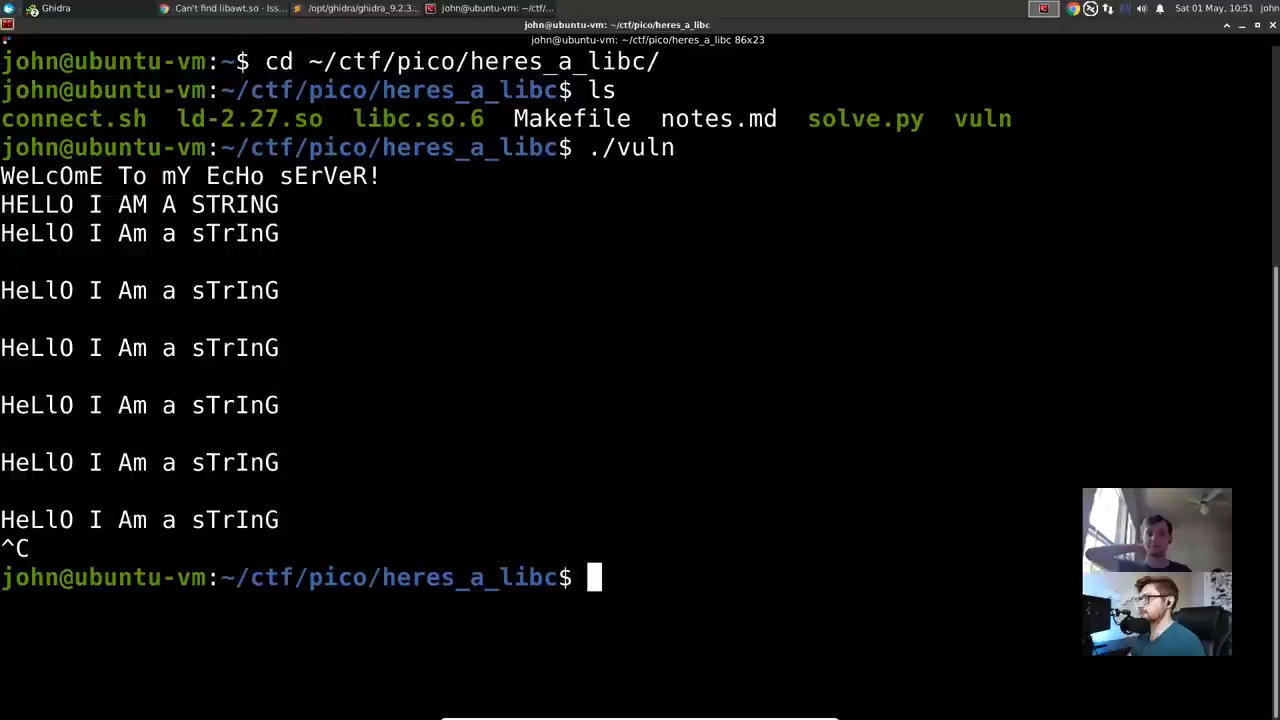 Ghidra
Can't find libawt.so · Iss...
/opt/ghidra/ghidra_9.2.3...
john@ubuntu-vm: ~/ctf/...
Sat 01 May, 10:51
john
john@ubuntu-vm: ~/ctf/pico/heres_a_libc
john@ubuntu-vm: ~/ctf/pico/heres_a_libc 86x23
john@ubuntu-vm:~$ cd ~/ctf/pico/heres_a_libc/
john@ubuntu-vm:~/ctf/pico/heres_a_libc$ ls
connect.sh ld-2.27.so libc.so.6 Makefile notes.md solve.py vuln
john@ubuntu-vm:~/ctf/pico/heres_a_libc$ ./vuln
WeLcOmE To mY EcHo sErVeR!
HELLO I AM A STRING
HeLlO I Am a sTrInG
HeLlO I Am a sTrInG
HeLlO I Am a sTrInG
HeLlO I Am a sTrInG
HeLlO I Am a sTrInG
HeLlO I Am a sTrInG
^C
john@ubuntu-vm:~/ctf/pico/heres_a_libc$